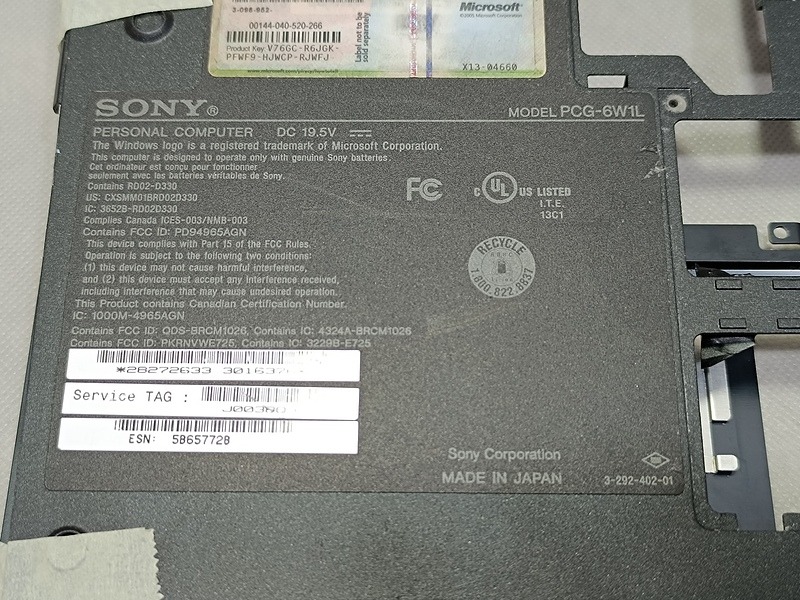 3-098-952-
00144-040-520-266
Product Key: V76GC-R6JGK-
PFWF9-HJWCP-RJWFJ
Label not to be
sold separately
Microsoft®
©2005 Microsoft Corporation
X13-04660
SONY®
MODEL PCG-6W1L
PERSONAL COMPUTER DC 19.5V
The Windows logo is a registered trademark of Microsoft Corporation.
This computer is designed to operate only with genuine Sony batteries.
Cet ordinateur est conçu pour fonctionner
seulement avec les batteries véritables de Sony.
Contains RD02-D330
US: CXSMM01BRD02D330
IC: 3652B-RD02D330
Complies Canada ICES-003/NMB-003
Contains FCC ID: PD94965AGN
This device complies with Part 15 of the FCC Rules.
Operation is subject to the following two conditions:
(1) this device may not cause harmful interference,
and (2) this device must accept any interference received,
including interference that may cause undesired operation.
This Product contains Canadian Certification Number.
IC: 1000M-4965AGN
Contains FCC ID: QDS-BRCM1026, Contains IC: 4324A-BRCM1026
Contains FCC ID: PKRNVWE725, Contains IC: 3229B-E725
FC
C UL US LISTED
I.T.E.
13C1
RECYCLE
1.800.822.8837
*28272633
Service TAG :
ESN: 5B65772B
Sony Corporation
MADE IN JAPAN
3-292-402-01